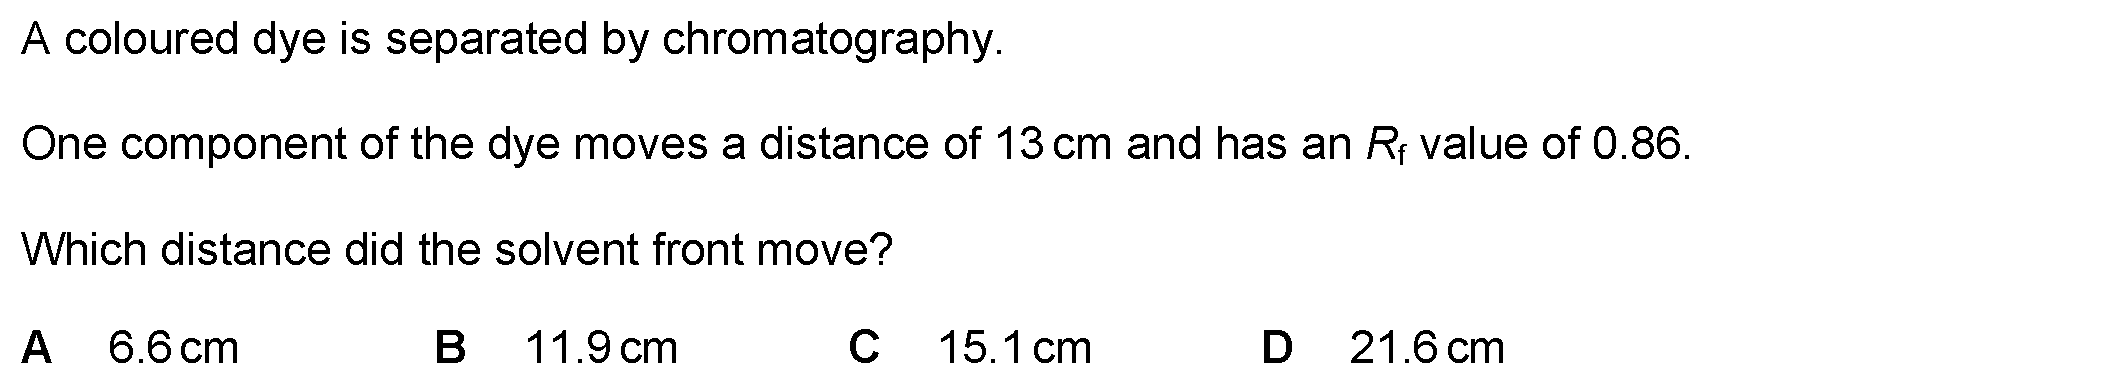 A coloured dye is separated by chromatography.
One component of the dye moves a distance of 13 cm and has an Rf value of 0.86.
Which distance did the solvent front move?
A 6.6 cm B 11.9 cm C 15.1 cm D 21.6 cm